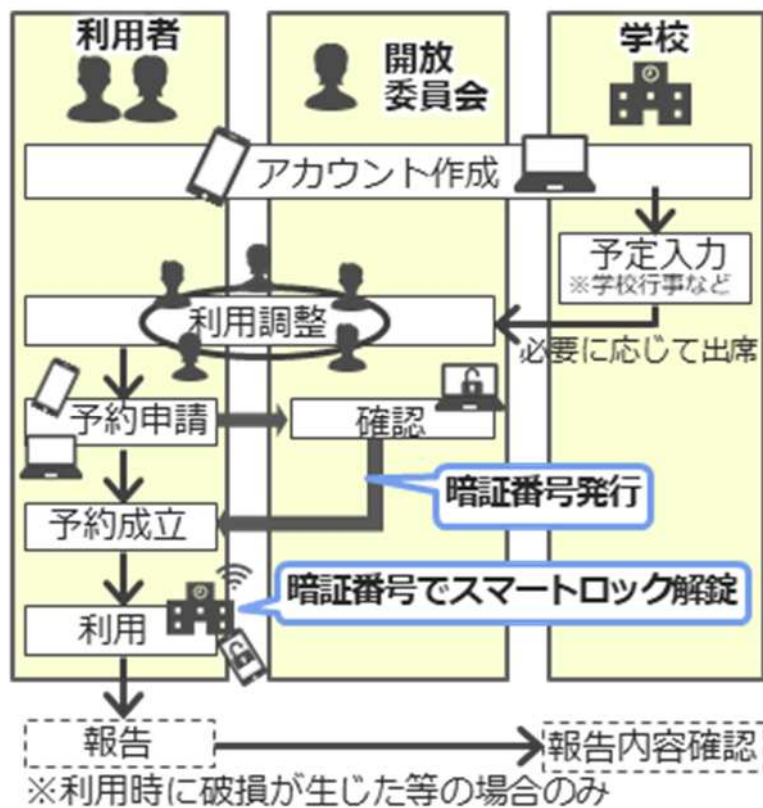 利用者
開放
委員会
学校
アカウント作成
予定入力
※学校行事など
利用調整
必要に応じて出席
予約申請
確認
暗証番号発行
予約成立
暗証番号でスマートロック解錠
利用
報告
報告内容確認
※利用時に破損が生じた等の場合のみ